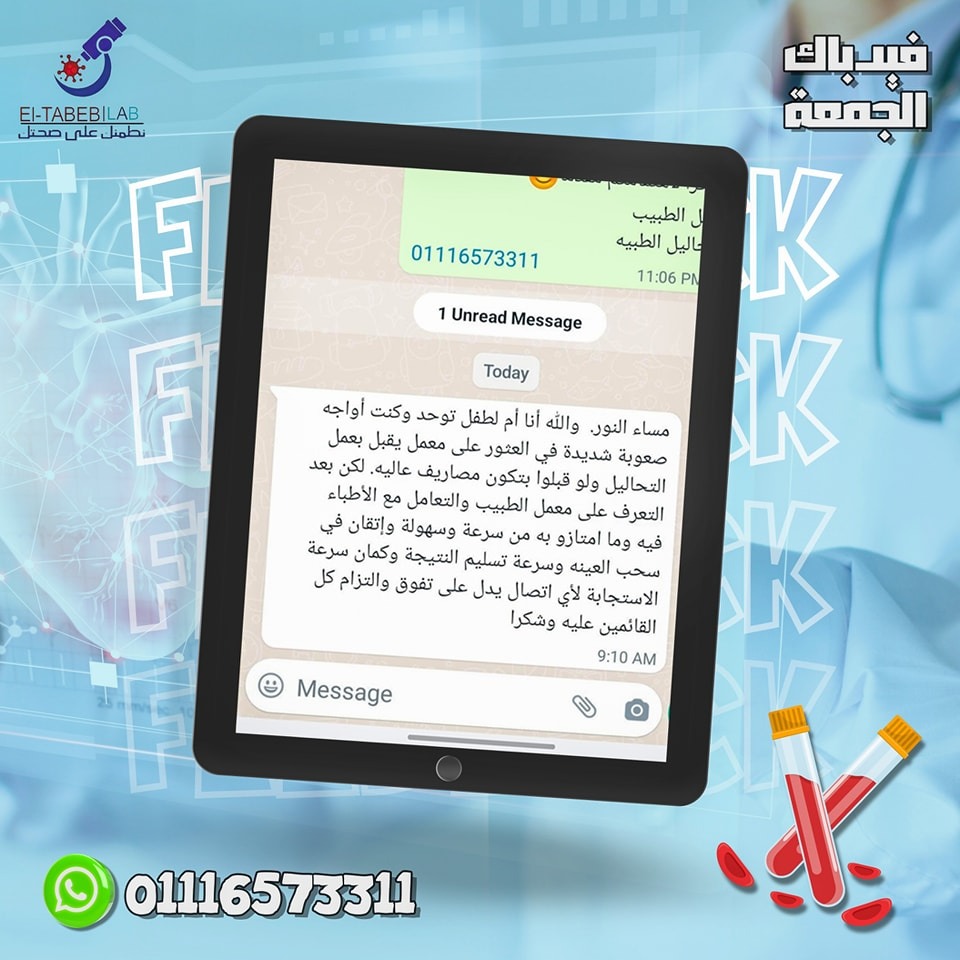 El-TABEB|LAB
نطمئل على صحتل
فيدباك
الجمعة
ل الطبيب
حاليل الطبيه
01116573311
11:06 PM
1 Unread Message
Today
مساء النور. والله أنا أم لطفل توحد وكنت أواجه
صعوبة شديدة في العثور على معمل يقبل بعمل
التحاليل ولو قبلوا بتكون مصاريف عاليه. لكن بعد
التعرف على معمل الطبيب والتعامل مع الأطباء
فيه وما امتازو به من سرعة وسهولة وإتقان في
سحب العينه وسرعة تسليم النتيجة وكمان سرعة
الاستجابة لأي اتصال يدل على تفوق والتزام كل
القائمين عليه وشكرا
9:10 AM
Message
01116573311